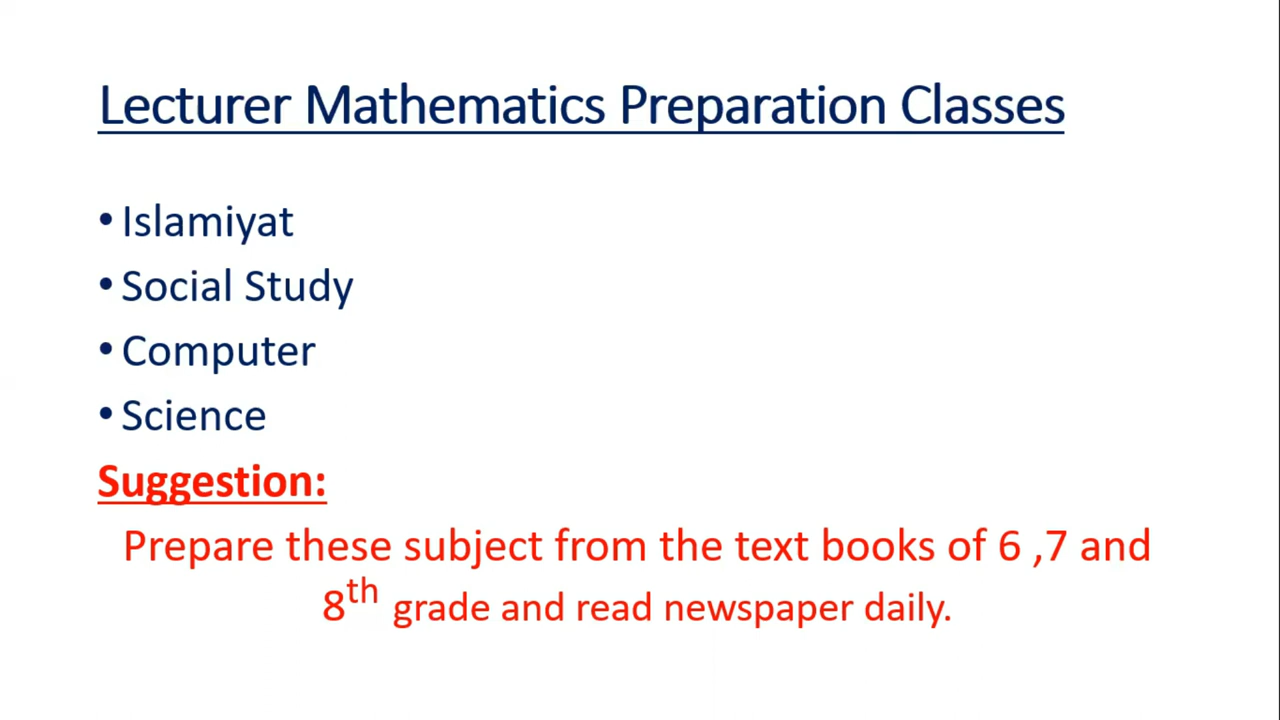 Lecturer Mathematics Preparation Classes
• Islamiyat
• Social Study
• Computer
• Science
Suggestion:
Prepare these subject from the text books of 6 ,7 and
8th grade and read newspaper daily.